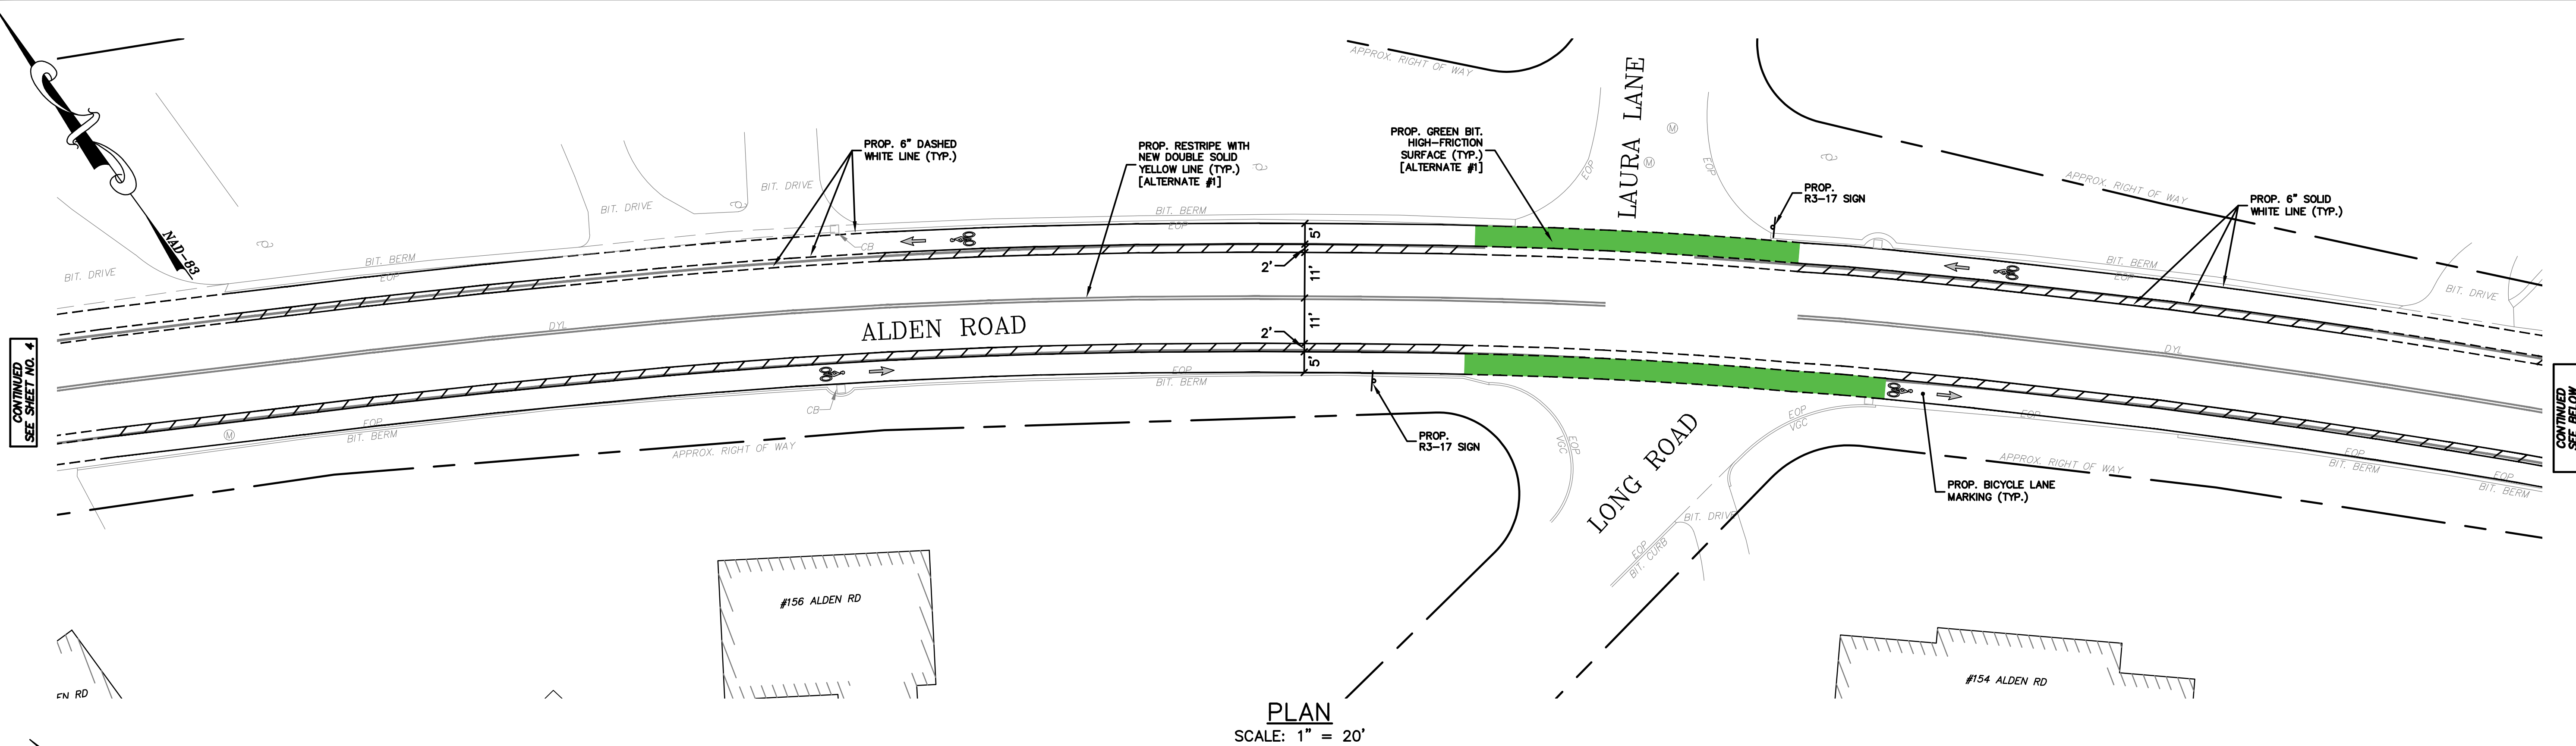 APPROX. RIGHT OF WAY
LAURA LANE
PROP. GREEN BIT.
HIGH-FRICTION
SURFACE (TYP.)
[ALTERNATE #1]
PROP. 6" DASHED
WHITE LINE (TYP.)
PROP. RESTRIPE WITH
NEW DOUBLE SOLID
YELLOW LINE (TYP.)
[ALTERNATE #1]
M
M
EOP
EOP
APPROX. RIGHT OF WAY
PROP.
R3-17 SIGN
PROP. 6" SOLID
WHITE LINE (TYP.)
BIT. DRIVE
BIT. DRIVE
BIT. BERM
EOP
NAD-83
CB
BIT. DRIVE
BIT. BERM
EOP
BIT. BERM
EOP
BIT. DRIVE
5'
2'
11'
11'
2'
5'
DYL
ALDEN ROAD
DYL
CONTINUED
SEE SHEET NO. 4
CONTINUED
SEE BELOW
EOP
BIT. BERM
CB
M
EOP
BIT. BERM
APPROX. RIGHT OF WAY
PROP.
R3-17 SIGN
LONG ROAD
EOP
VGC
EOP
VGC
EOP
APPROX. RIGHT OF WAY
EOP
BIT. BERM
EOP
BIT. BERM
PROP. BICYCLE LANE
MARKING (TYP.)
BIT. DRIVE
EOP
BIT. CURB
#156 ALDEN RD
#154 ALDEN RD
EN RD
PLAN
SCALE: 1" = 20'